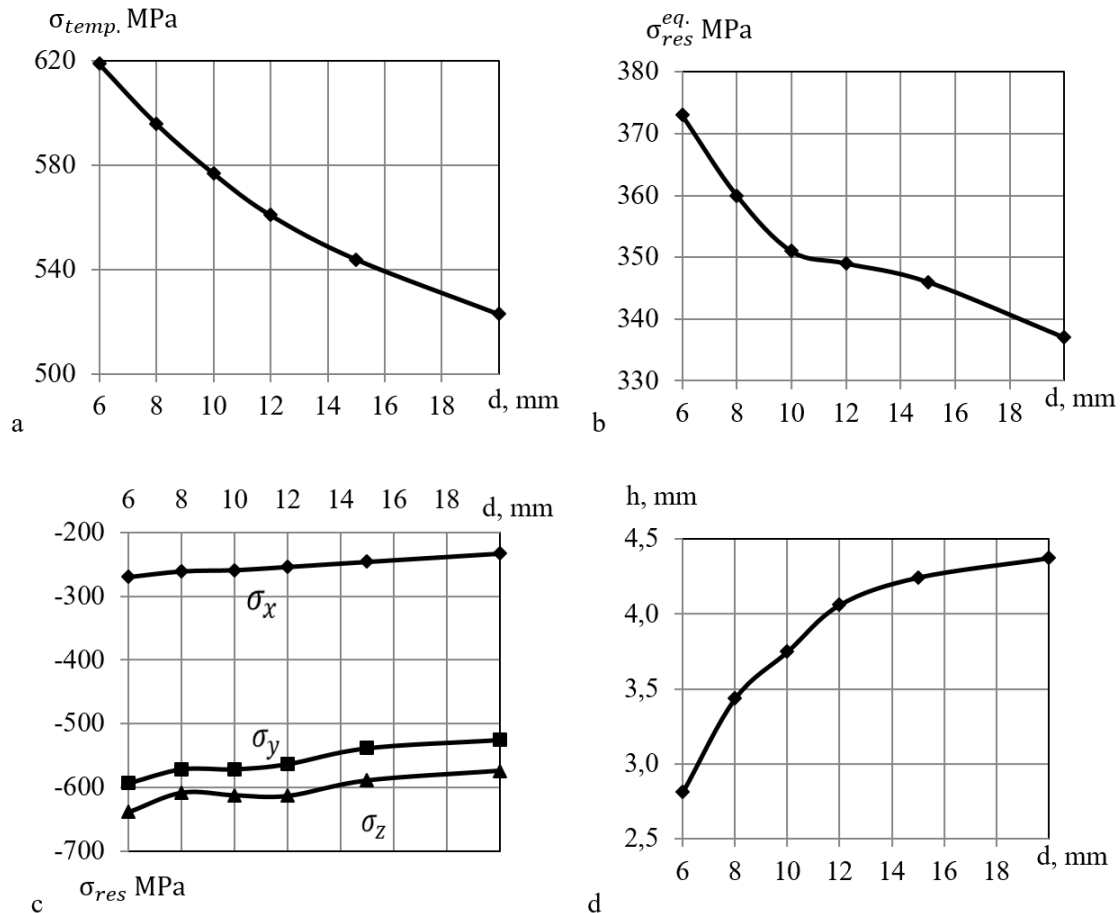 σtemp. MPa
620
580
540
500
6 8 10 12 14 16 18 d, mm
a
σres eq. MPa
380
370
360
350
340
330
6 8 10 12 14 16 18 d, mm
b
6 8 10 12 14 16 18 d, mm
-200
-300
-400
-500
-600
-700
σx
σy
σz
σres MPa
c
h, mm
4,5
4,0
3,5
3,0
2,5
6 8 10 12 14 16 18 d, mm
d